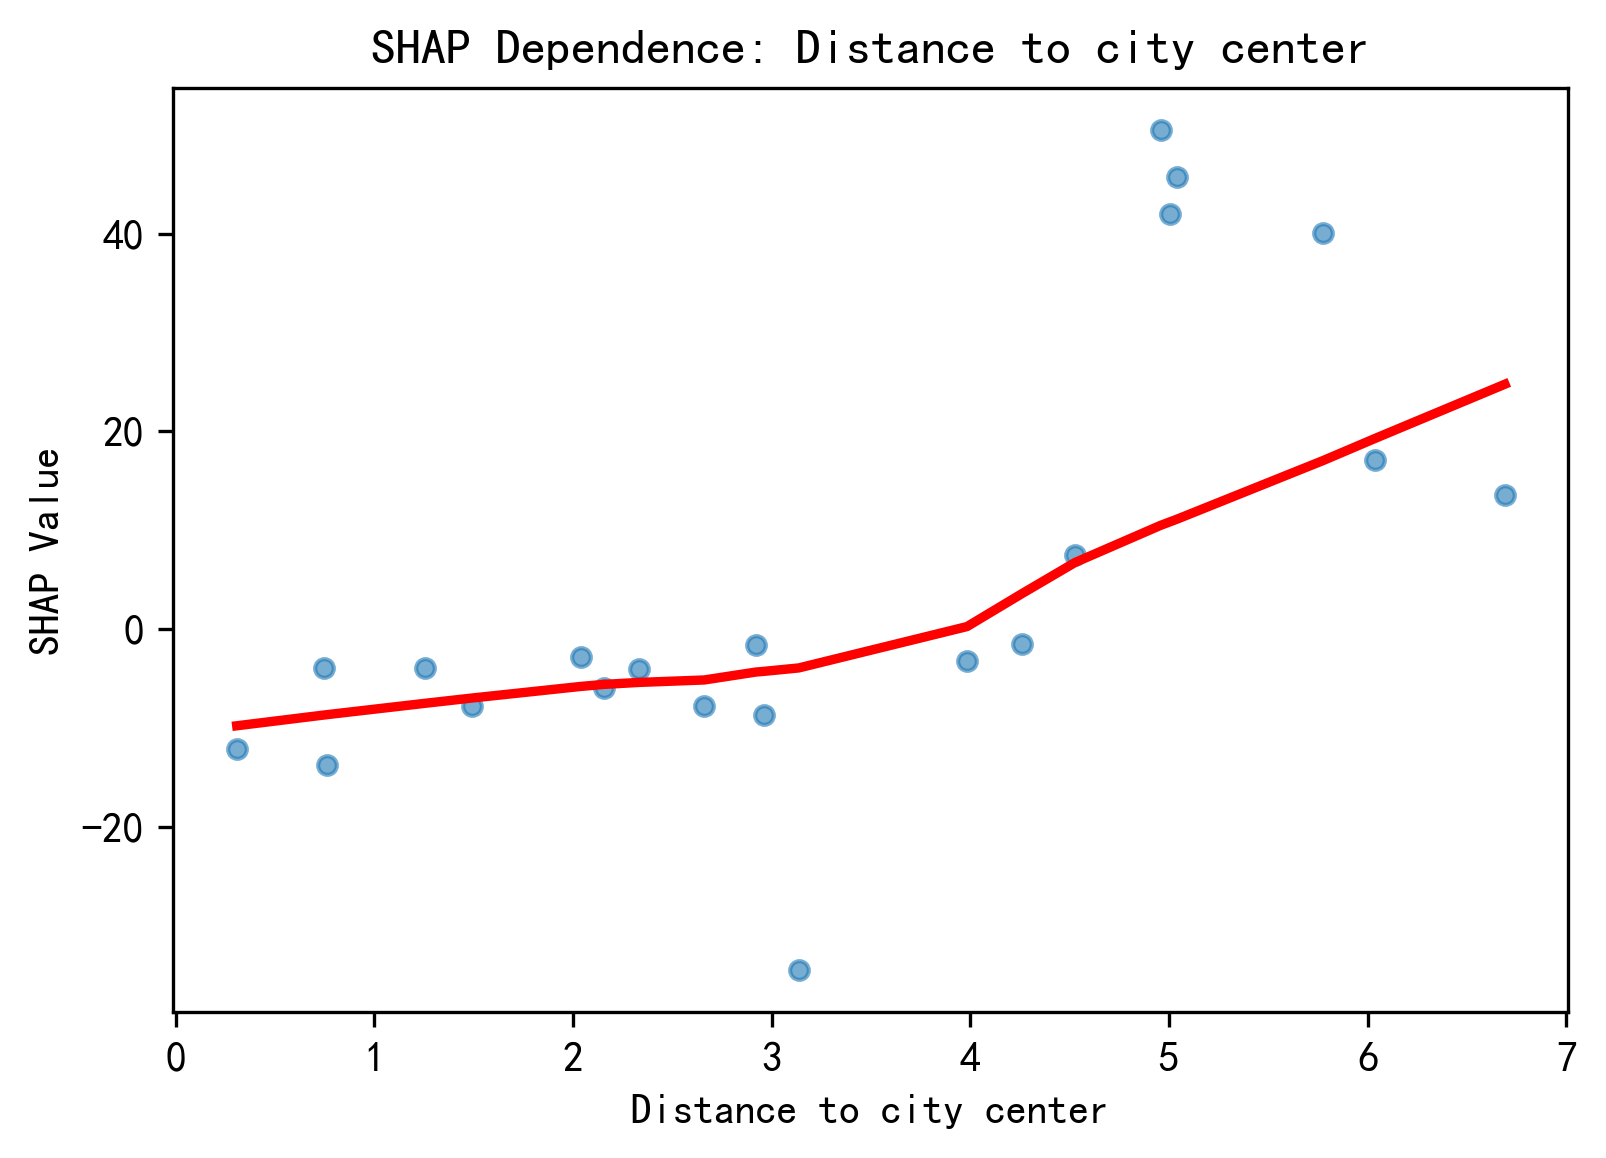 SHAP Dependence: Distance to city center
SHAP Value
40
20
0
−20
0 1 2 3 4 5 6 7
Distance to city center